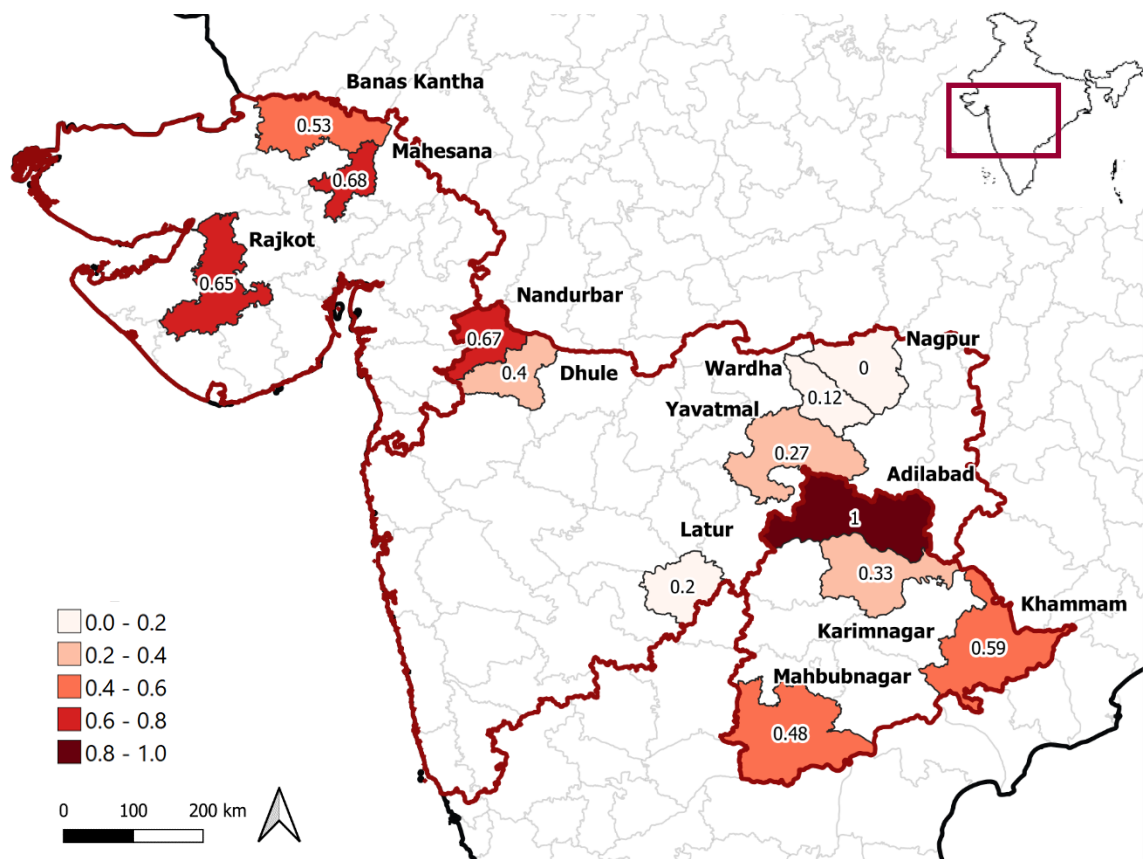 Banas Kantha
0.53
Mahesana
0.68
Rajkot
0.65
Nandurbar
0.67
Dhule
0.4
Nagpur
0
Wardha
0.12
Yavatmal
0.27
Adilabad
1
Latur
0.2
0.33
Karimnagar
Khammam
0.59
Mahbubnagar
0.48
0.0 - 0.2
0.2 - 0.4
0.4 - 0.6
0.6 - 0.8
0.8 - 1.0
0 100 200 km